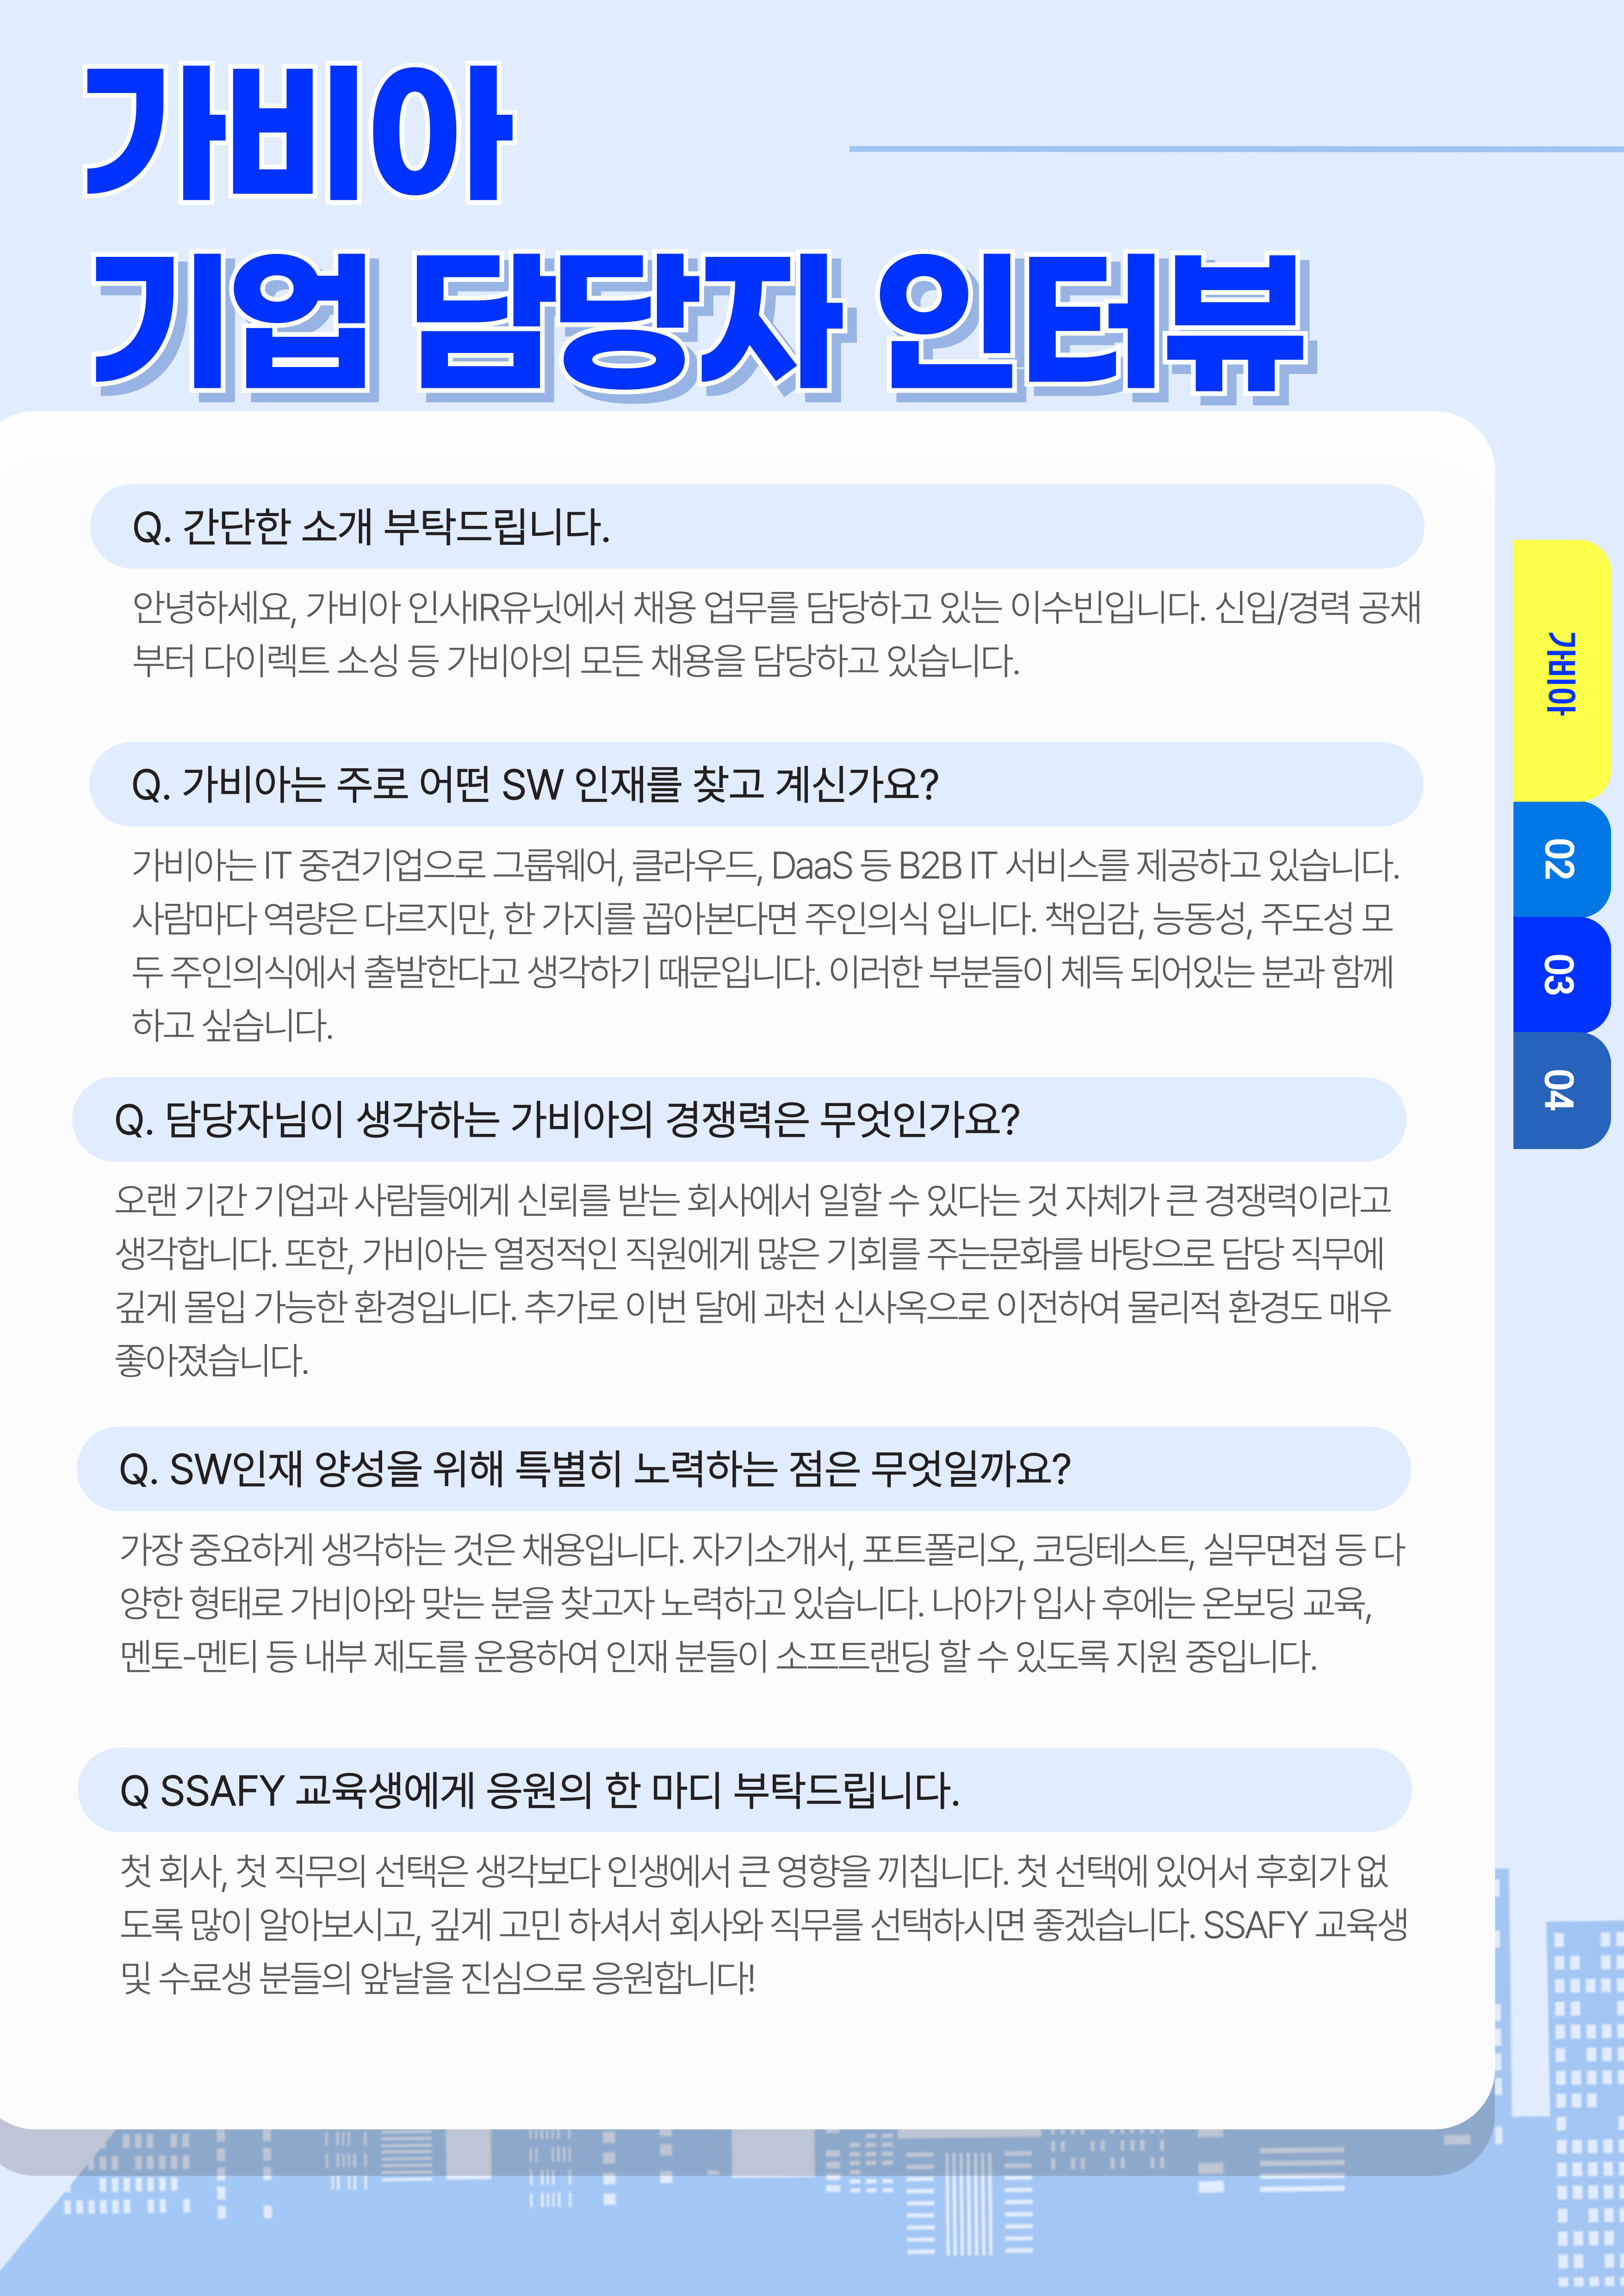 가비아
기업 담당자 인터뷰
Q. 간단한 소개 부탁드립니다.
안녕하세요, 가비아 인사IR유닛에서 채용 업무를 담당하고 있는 이수빈입니다. 신입/경력 공채
부터 다이렉트 소싱 등 가비아의 모든 채용을 담당하고 있습니다.
Q. 가비아는 주로 어떤 SW 인재를 찾고 계신가요?
가비아는 IT 중견기업으로 그룹웨어, 클라우드, DaaS 등 B2B IT 서비스를 제공하고 있습니다.
사람마다 역량은 다르지만, 한 가지를 꼽아본다면 주인의식 입니다. 책임감, 능동성, 주도성 모
두 주인의식에서 출발한다고 생각하기 때문입니다. 이러한 부분들이 체득 되어있는 분과 함께
하고 싶습니다.
Q. 담당자님이 생각하는 가비아의 경쟁력은 무엇인가요?
오랜 기간 기업과 사람들에게 신뢰를 받는 회사에서 일할 수 있다는 것 자체가 큰 경쟁력이라고
생각합니다. 또한, 가비아는 열정적인 직원에게 많은 기회를 주는문화를 바탕으로 담당 직무에
깊게 몰입 가능한 환경입니다. 추가로 이번 달에 과천 신사옥으로 이전하여 물리적 환경도 매우
좋아졌습니다.
Q. SW인재 양성을 위해 특별히 노력하는 점은 무엇일까요?
가장 중요하게 생각하는 것은 채용입니다. 자기소개서, 포트폴리오, 코딩테스트, 실무면접 등 다
양한 형태로 가비아와 맞는 분을 찾고자 노력하고 있습니다. 나아가 입사 후에는 온보딩 교육,
멘토-멘티 등 내부 제도를 운용하여 인재 분들이 소프트랜딩 할 수 있도록 지원 중입니다.
Q SSAFY 교육생에게 응원의 한 마디 부탁드립니다.
첫 회사, 첫 직무의 선택은 생각보다 인생에서 큰 영향을 끼칩니다. 첫 선택에 있어서 후회가 없
도록 많이 알아보시고, 깊게 고민 하셔서 회사와 직무를 선택하시면 좋겠습니다. SSAFY 교육생
및 수료생 분들의 앞날을 진심으로 응원합니다!
가비아
02
03
04